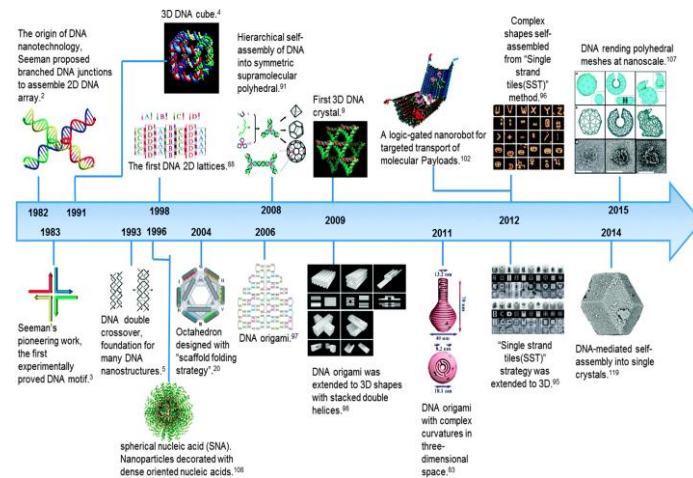 The origin of DNA
nanotechnology,
Seeman proposed
branched DNA junctions
to assemble 2D DNA
array.2
3D DNA cube.4
The first DNA 2D lattices.88
Hierarchical self-
assembly of DNA
into symmetric
supramolecular
polyhedral.91
First 3D
DNA crystal.9
A logic-gated nanorobot for
targeted transport of
molecular Payloads.102
Complex
shapes self-
assembled
from “Single
strand
tiles(SST)”
method.96
DNA rending polyhedral
meshes at nanoscale.107
1982
1991
1998
2008
2009
2012
2015
1983
1993
1996
2004
2006
2011
2014
Seeman's
pioneering work,
the first
experimentally
proved DNA motif.3
DNA double
crossover,
foundation for
many DNA
nanostructures.5
spherical nucleic acid (SNA).
Nanoparticles decorated with
dense oriented nucleic acids.108
Octahedron
designed with
“scaffold folding
strategy”.20
DNA origami.97
DNA origami was
extended to 3D shapes
with stacked double
helices.98
DNA origami
with complex
curvatures in
three-
dimensional
space.83
“Single strand
tiles(SST)”
strategy was
extended to 3D.95
DNA-mediated self-
assembly into single
crystals.119